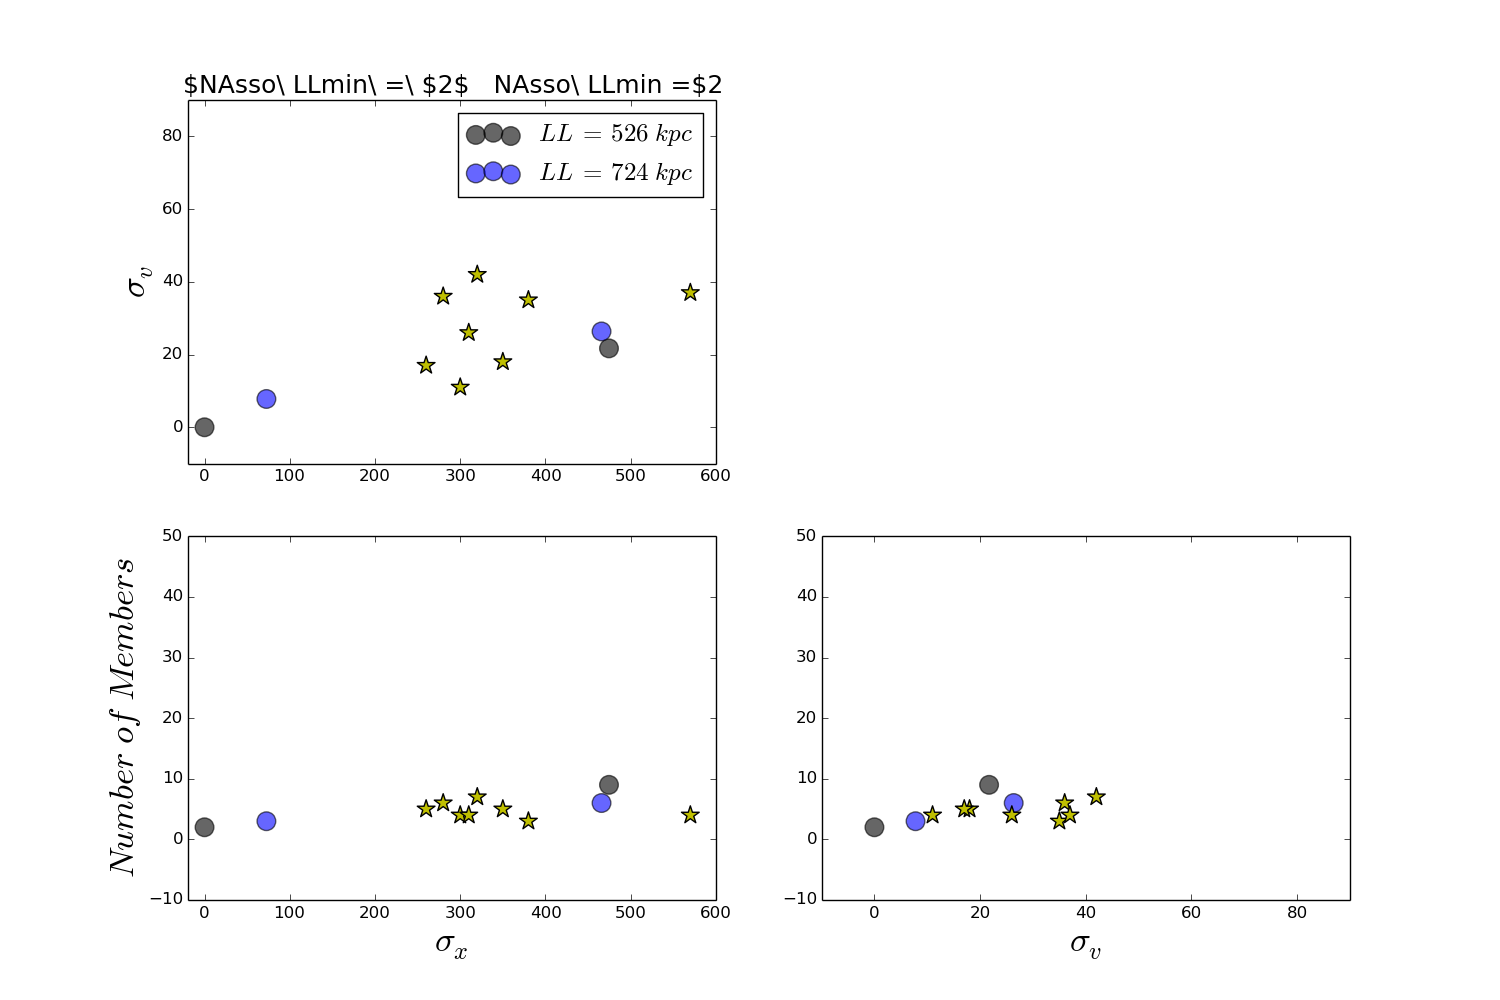 $NAsso\ LLmin\ =\ $2$   NAsso\ LLmin =$2
LL = 526 kpc
LL = 724 kpc
80
60
40
20
0
σ_v
0 100 200 300 400 500 600
50
40
30
20
10
0
−10
Number of Members
0 100 200 300 400 500 600
σ_x
50
40
30
20
10
0
−10
0 20 40 60 80
σ_v